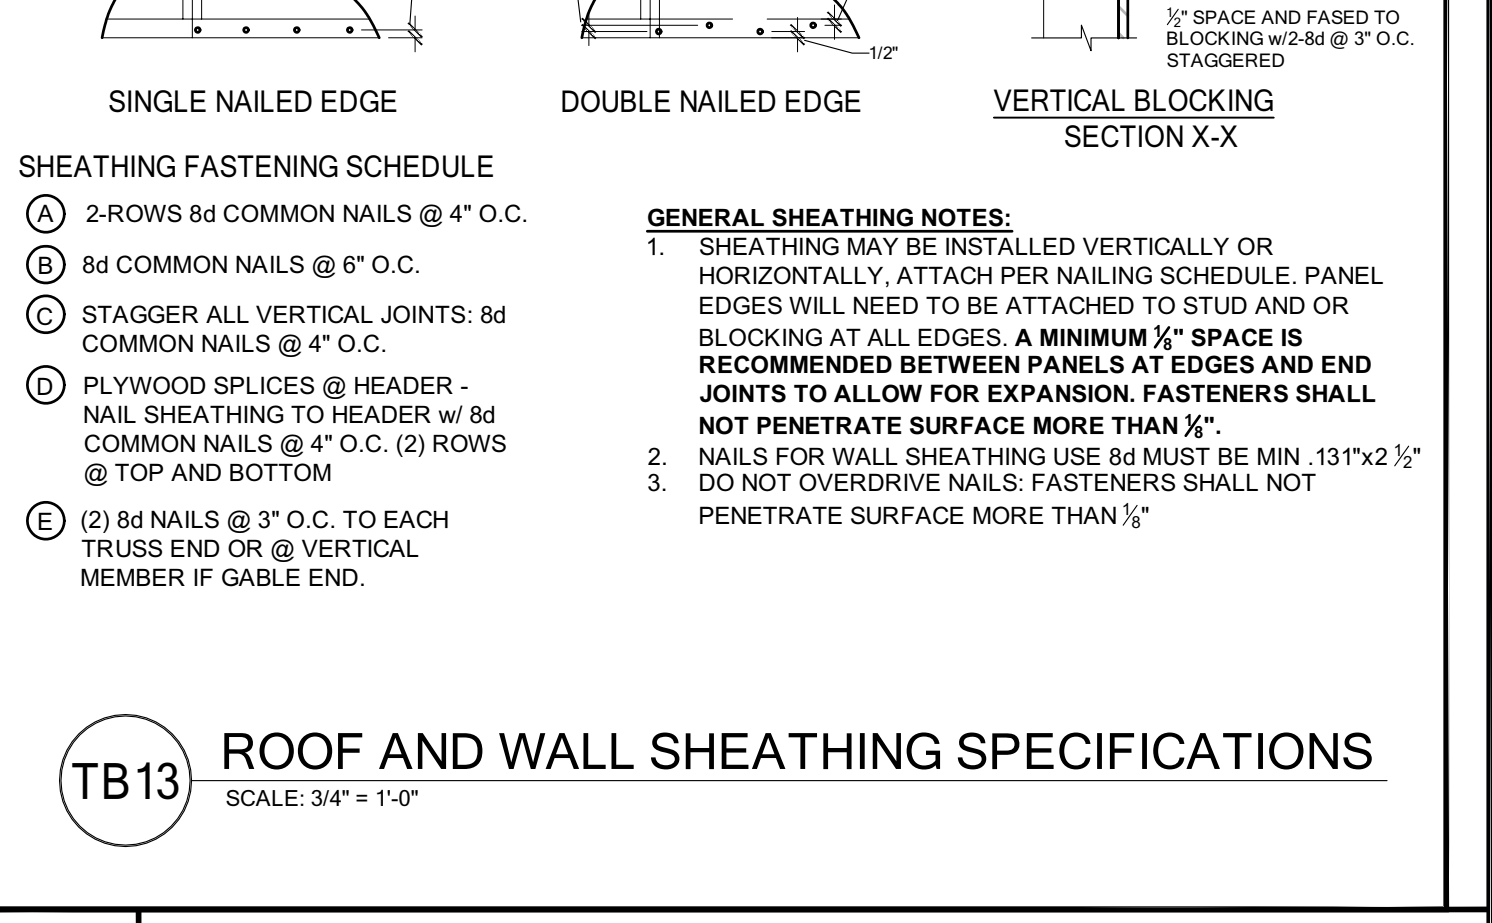 1/2"
½" SPACE AND FASED TO
BLOCKING w/2-8d @ 3" O.C.
STAGGERED
SINGLE NAILED EDGE
DOUBLE NAILED EDGE
VERTICAL BLOCKING
SECTION X-X
SHEATHING FASTENING SCHEDULE
A 2-ROWS 8d COMMON NAILS @ 4" O.C.
B 8d COMMON NAILS @ 6" O.C.
C STAGGER ALL VERTICAL JOINTS: 8d
COMMON NAILS @ 4" O.C.
D PLYWOOD SPLICES @ HEADER -
NAIL SHEATHING TO HEADER w/ 8d
COMMON NAILS @ 4" O.C. (2) ROWS
@ TOP AND BOTTOM
E (2) 8d NAILS @ 3" O.C. TO EACH
TRUSS END OR @ VERTICAL
MEMBER IF GABLE END.
GENERAL SHEATHING NOTES:
1. SHEATHING MAY BE INSTALLED VERTICALLY OR
HORIZONTALLY, ATTACH PER NAILING SCHEDULE. PANEL
EDGES WILL NEED TO BE ATTACHED TO STUD AND OR
BLOCKING AT ALL EDGES. A MINIMUM ⅛" SPACE IS
RECOMMENDED BETWEEN PANELS AT EDGES AND END
JOINTS TO ALLOW FOR EXPANSION. FASTENERS SHALL
NOT PENETRATE SURFACE MORE THAN ⅛".
2. NAILS FOR WALL SHEATHING USE 8d MUST BE MIN .131"x2 ½"
3. DO NOT OVERDRIVE NAILS: FASTENERS SHALL NOT
PENETRATE SURFACE MORE THAN ⅛"
TB13
ROOF AND WALL SHEATHING SPECIFICATIONS
SCALE: 3/4" = 1'-0"